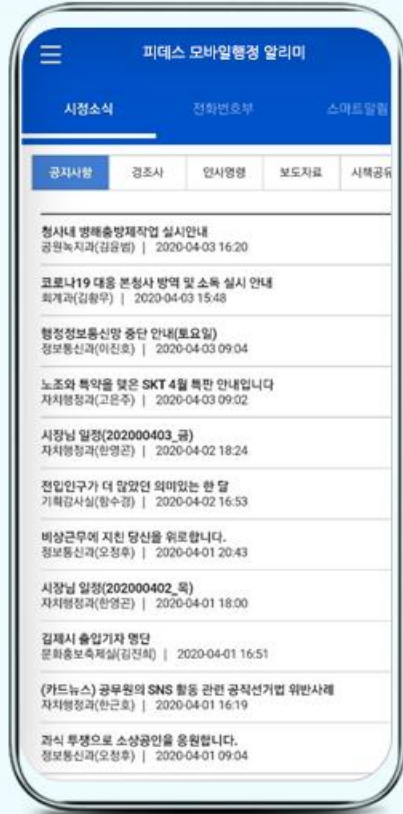 피데스 모바일행정 알리미
시정소식 전화번호부 스마트알림
공지사항 경조사 인사명령 보도자료 시책공유
청사내 병해충방제작업 실시안내
공원녹지과(김윤범) | 2020-04-03 16:20
코로나19 대응 본청사 방역 및 소독 실시 안내
회계과(김황무) | 2020-04-03 15:48
행정정보통신망 중단 안내(토요일)
정보통신과(이진호) | 2020-04-03 09:04
노조와 특약을 맺은 SKT 4월 특판 안내입니다
자치행정과(고은주) | 2020-04-03 09:02
시장님 일정(202000403_금)
자치행정과(한영곤) | 2020-04-02 18:24
전입인구가 더 많았던 의미있는 한 달
기획감사실(함수경) | 2020-04-02 16:53
비상근무에 지친 당신을 위로합니다.
정보통신과(오정후) | 2020-04-01 20:43
시장님 일정(202000402_목)
자치행정과(한영곤) | 2020-04-01 18:00
김제시 출입기자 명단
문화홍보축제실(김진희) | 2020-04-01 16:51
(카드뉴스) 공무원의 SNS 활동 관련 공직선거법 위반사례
자치행정과(한근호) | 2020-04-01 16:19
과식 투쟁으로 소상공인을 응원합니다.
정보통신과(오정후) | 2020-04-01 09:04